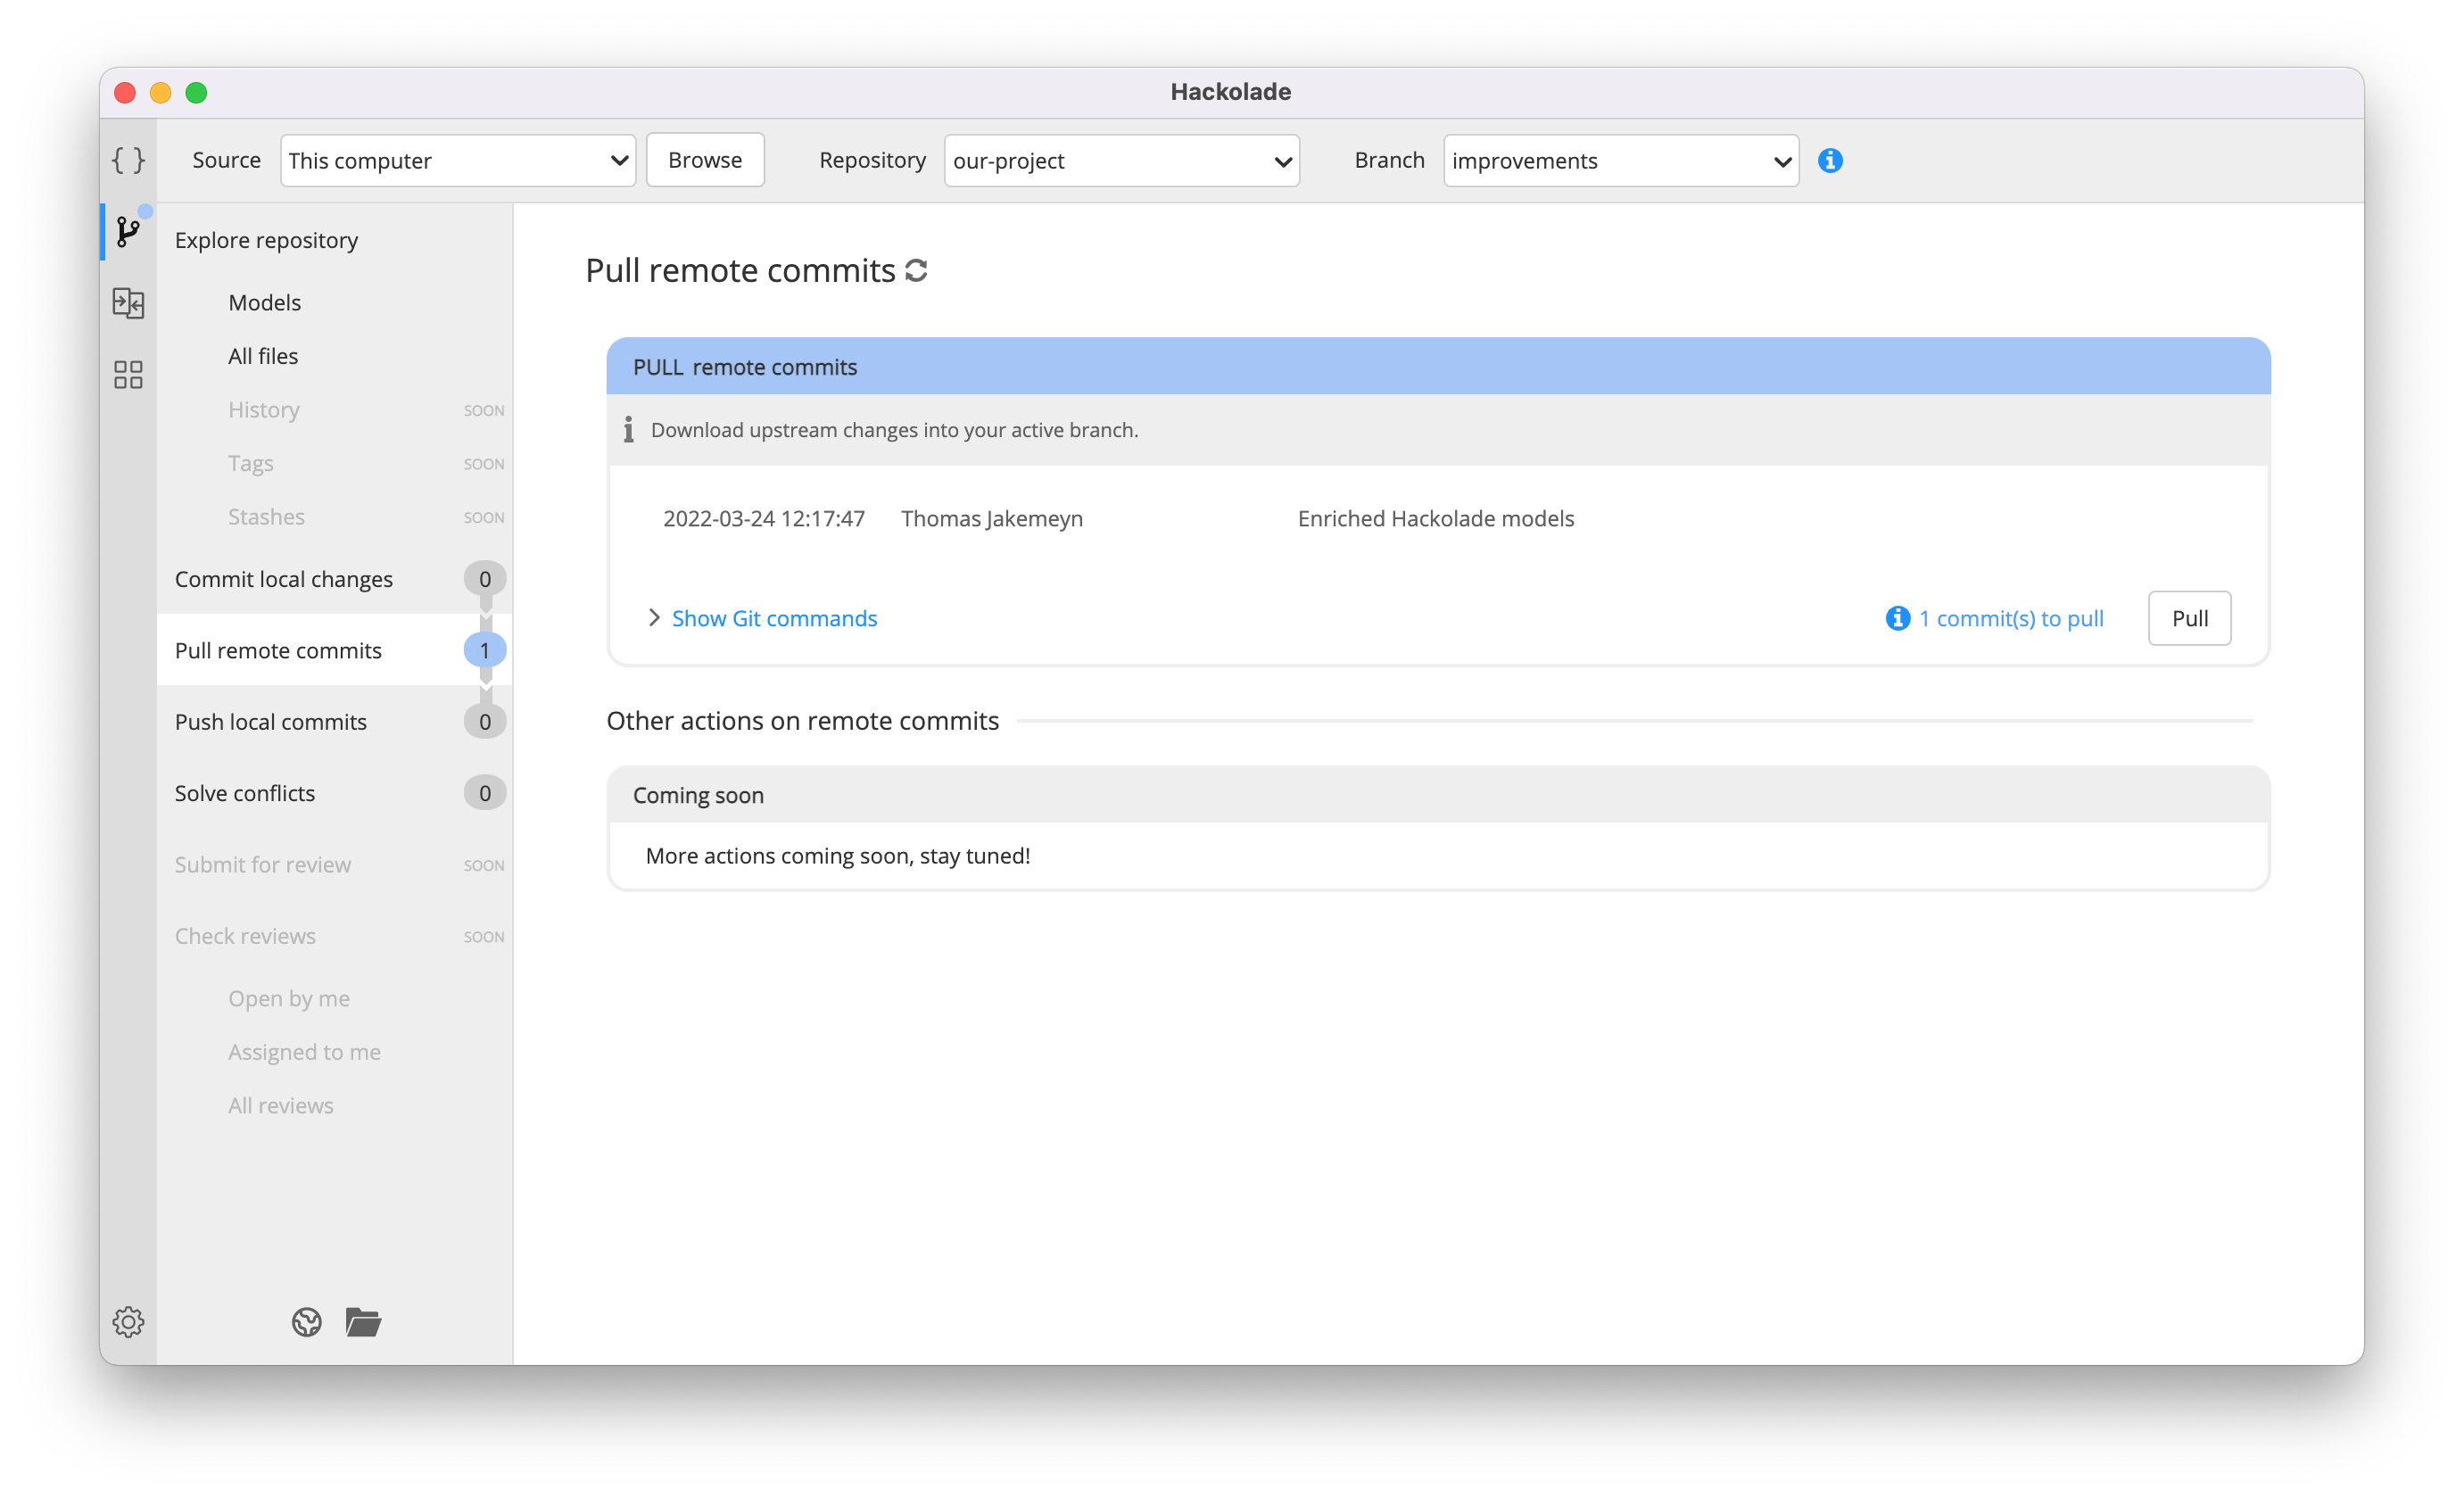 Hackolade
Source This computer Browse Repository our-project Branch improvements
Explore repository
Models
All files
History SOON
Tags SOON
Stashes SOON
Commit local changes 0
Pull remote commits 1
Push local commits 0
Solve conflicts 0
Submit for review SOON
Check reviews SOON
Open by me
Assigned to me
All reviews
Pull remote commits
PULL remote commits
Download upstream changes into your active branch.
2022-03-24 12:17:47 Thomas Jakemeyn Enriched Hackolade models
Show Git commands 1 commit(s) to pull Pull
Other actions on remote commits
Coming soon
More actions coming soon, stay tuned!